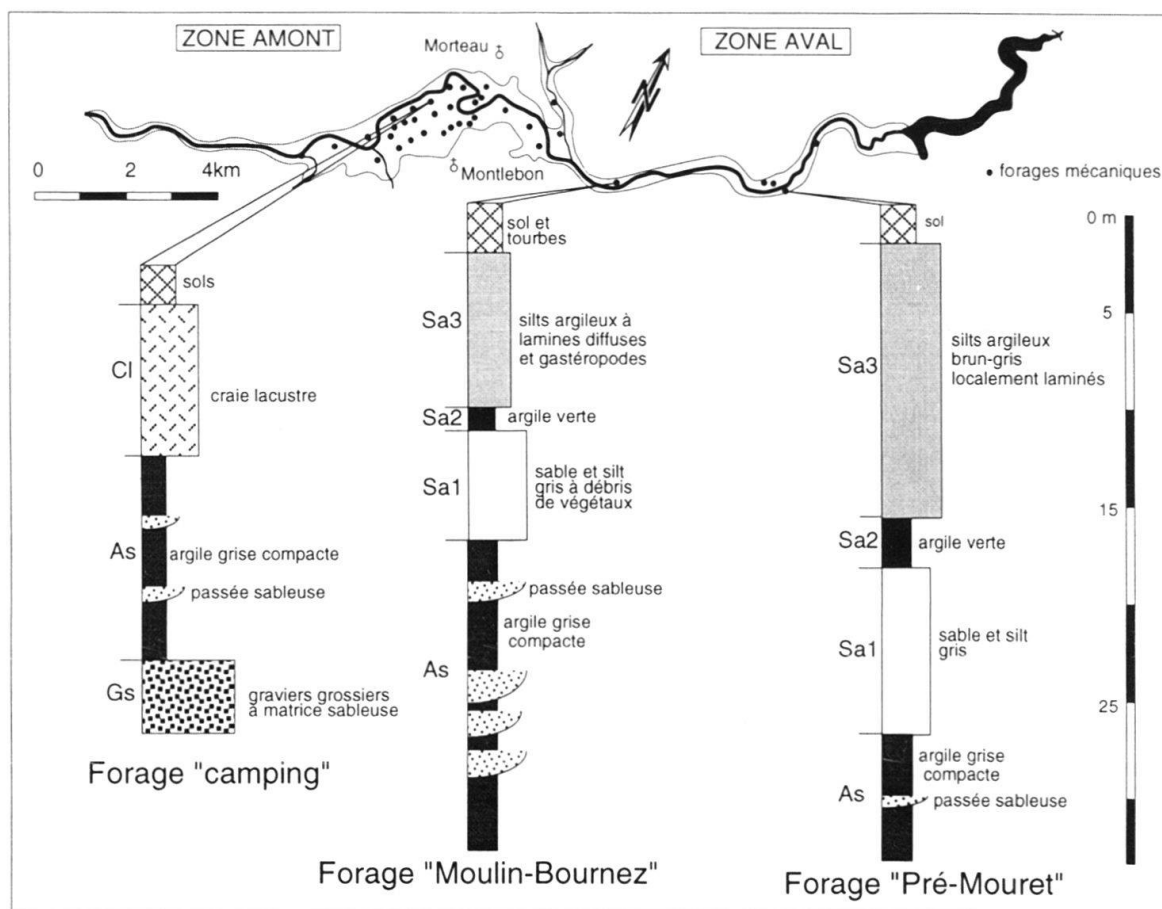 ZONE AMONT
ZONE AVAL
Morteau
Montlebon
0 2 4km
• forages mécaniques
sols
Cl
craie lacustre
As
argile grise compacte
passée sableuse
Gs
graviers grossiers
à matrice sableuse
Forage "camping"
sol et
tourbes
Sa3
silts argileux à
lamines diffuses
et gastéropodes
Sa2
argile verte
Sa1
sable et silt
gris à débris
de végétaux
passée sableuse
argile grise
compacte
As
Forage "Moulin-Bournez"
sol
Sa3
silts argileux
brun-gris
localement laminés
Sa2
argile verte
Sa1
sable et silt
gris
argile grise
compacte
As
passée sableuse
Forage "Pré-Mouret"
0 m
5
15
25